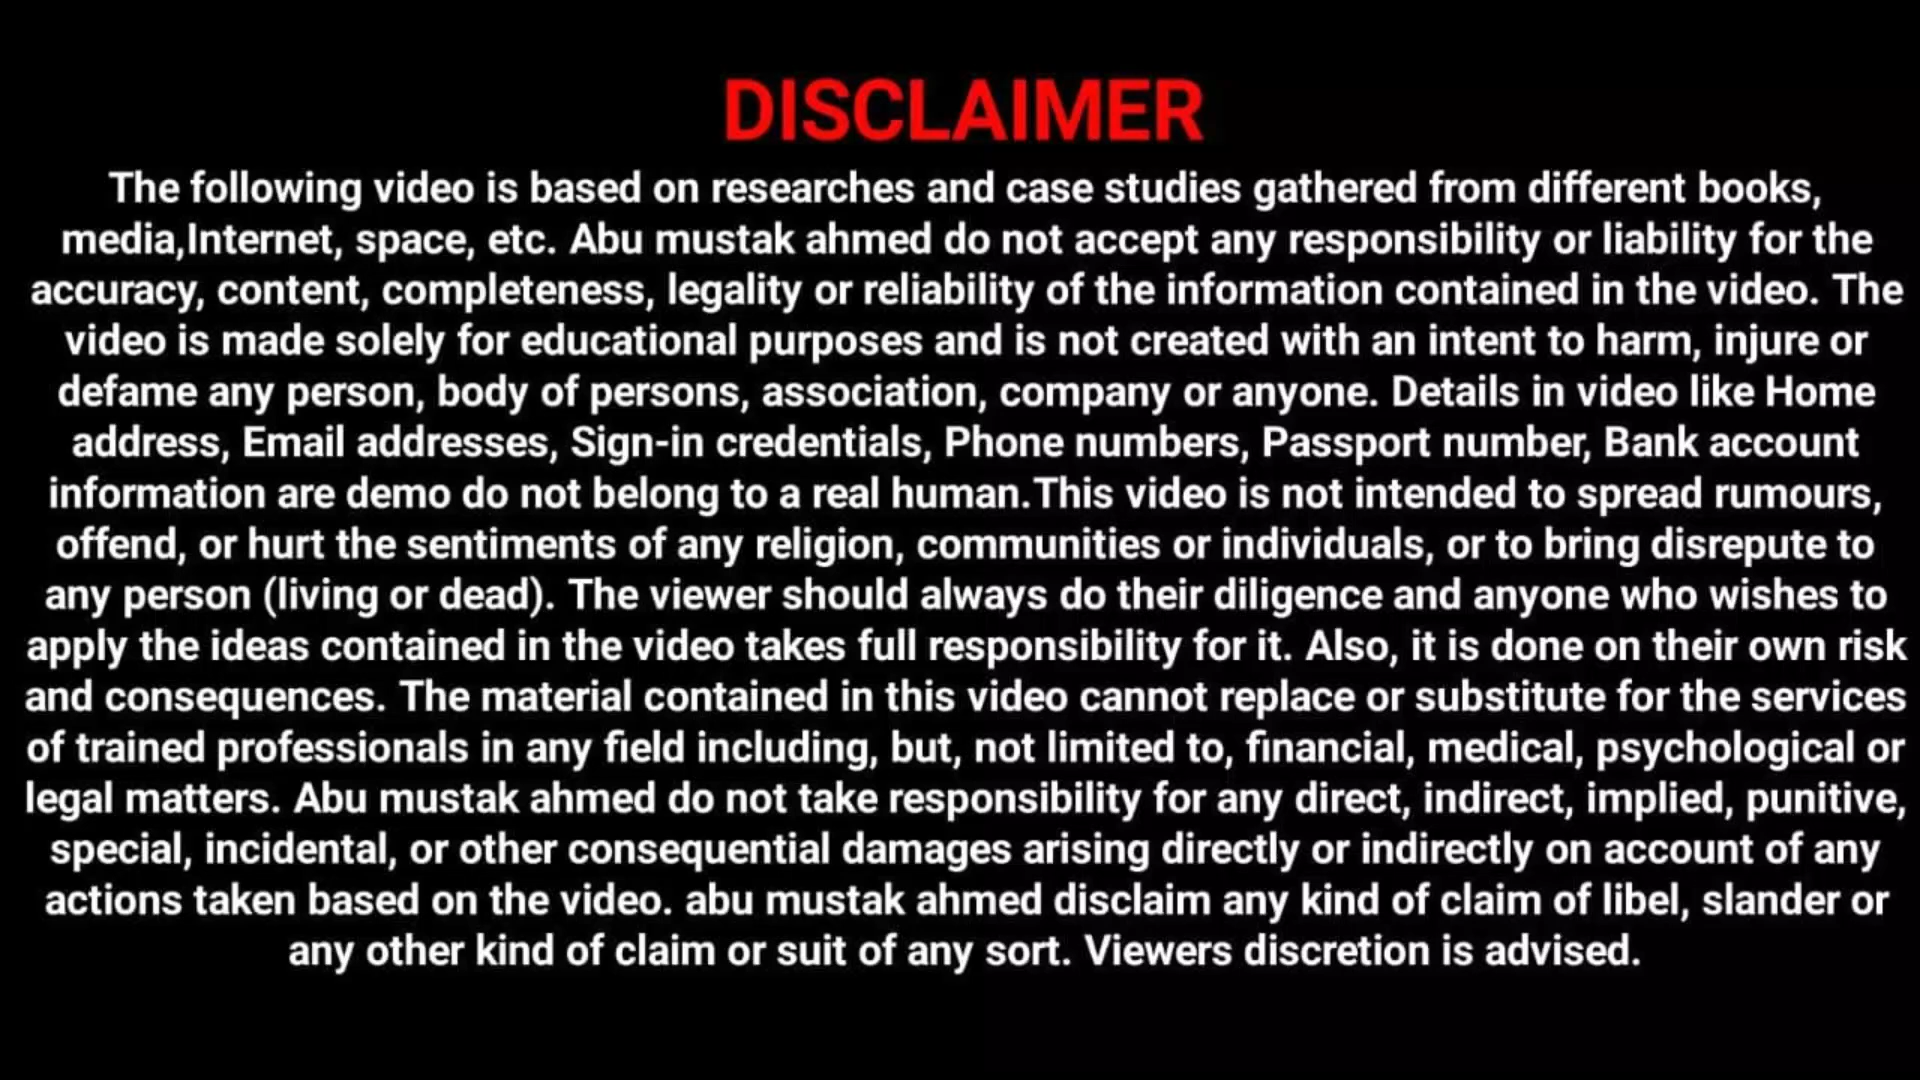 DISCLAIMER
The following video is based on researches and case studies gathered from different books,
media,Internet, space, etc. Abu mustak ahmed do not accept any responsibility or liability for the
accuracy, content, completeness, legality or reliability of the information contained in the video. The
video is made solely for educational purposes and is not created with an intent to harm, injure or
defame any person, body of persons, association, company or anyone. Details in video like Home
address, Email addresses, Sign-in credentials, Phone numbers, Passport number, Bank account
information are demo do not belong to a real human.This video is not intended to spread rumours,
offend, or hurt the sentiments of any religion, communities or individuals, or to bring disrepute to
any person (living or dead). The viewer should always do their diligence and anyone who wishes to
apply the ideas contained in the video takes full responsibility for it. Also, it is done on their own risk
and consequences. The material contained in this video cannot replace or substitute for the services
of trained professionals in any field including, but, not limited to, financial, medical, psychological or
legal matters. Abu mustak ahmed do not take responsibility for any direct, indirect, implied, punitive,
special, incidental, or other consequential damages arising directly or indirectly on account of any
actions taken based on the video. abu mustak ahmed disclaim any kind of claim of libel, slander or
any other kind of claim or suit of any sort. Viewers discretion is advised.